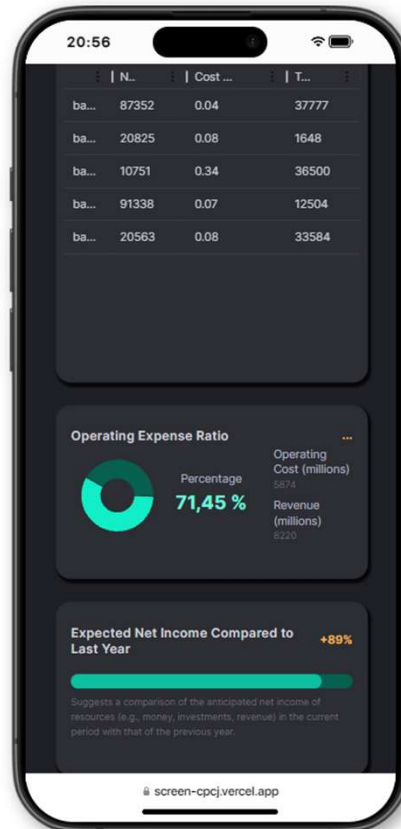 20:56
N.. Cost ... T...
ba... 87352 0.04 37777
ba... 20825 0.08 1648
ba... 10751 0.34 36500
ba... 91338 0.07 12504
ba... 20563 0.08 33584
Operating Expense Ratio ...
Percentage
71,45 %
Operating
Cost (millions)
5874
Revenue
(millions)
8220
Expected Net Income Compared to
Last Year
+89%
Suggests a comparison of the anticipated net income of
resources (e.g., money, investments, revenue) in the current
period with that of the previous year.
screen-cpcj.vercel.app